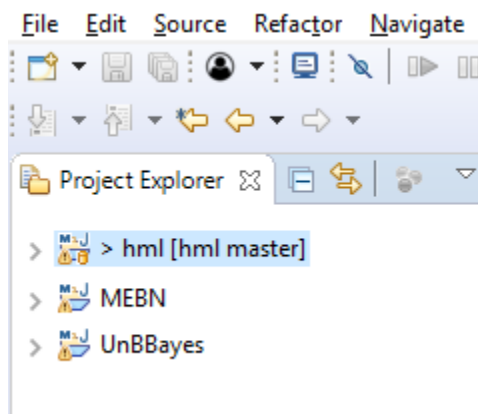 File Edit Source Refactor Navigate
Project Explorer
> hml [hml master]
MEBN
UnBBayes